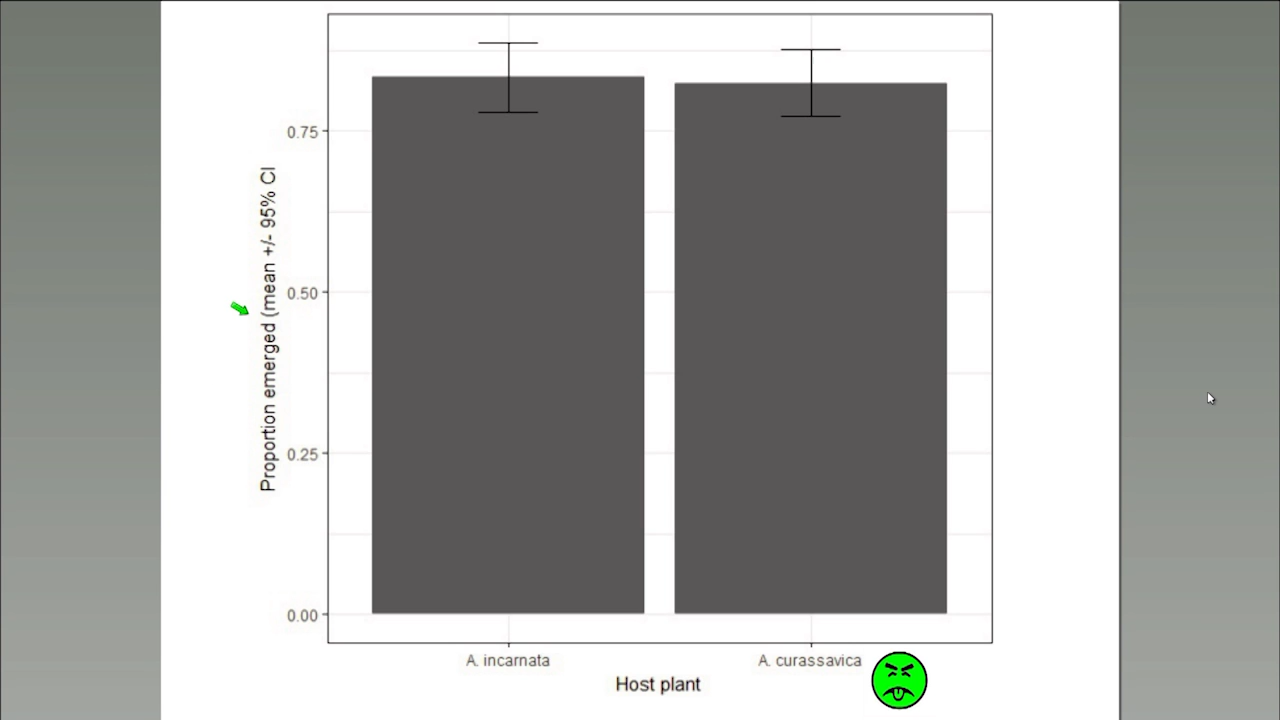 0.75
0.50
0.25
0.00
Proportion emerged (mean +/- 95% CI
A. incarnata
A. curassavica
Host plant